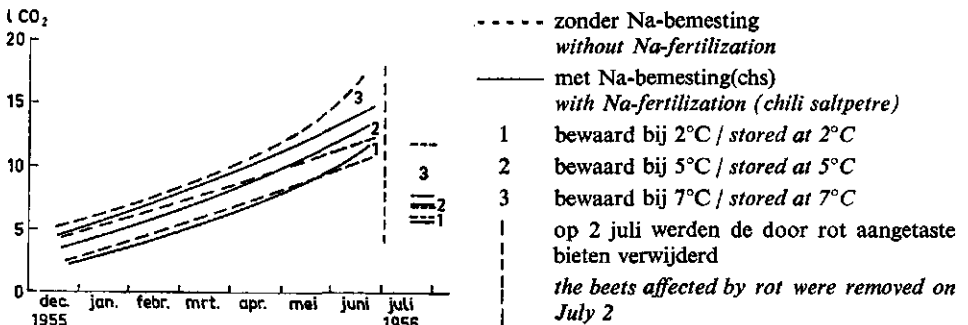 l CO₂
20
15
10
5
0
3
2
1
3
2
1
dec. jan. febr. mrt. apr. mei juni juli
1955 1956
zonder Na-bemesting
without Na-fertilization
met Na-bemesting(chs)
with Na-fertilization (chili saltpetre)
1 bewaard bij 2°C / stored at 2°C
2 bewaard bij 5°C / stored at 5°C
3 bewaard bij 7°C / stored at 7°C
op 2 juli werden de door rot aangetaste
bieten verwijderd
the beets affected by rot were removed on
July 2